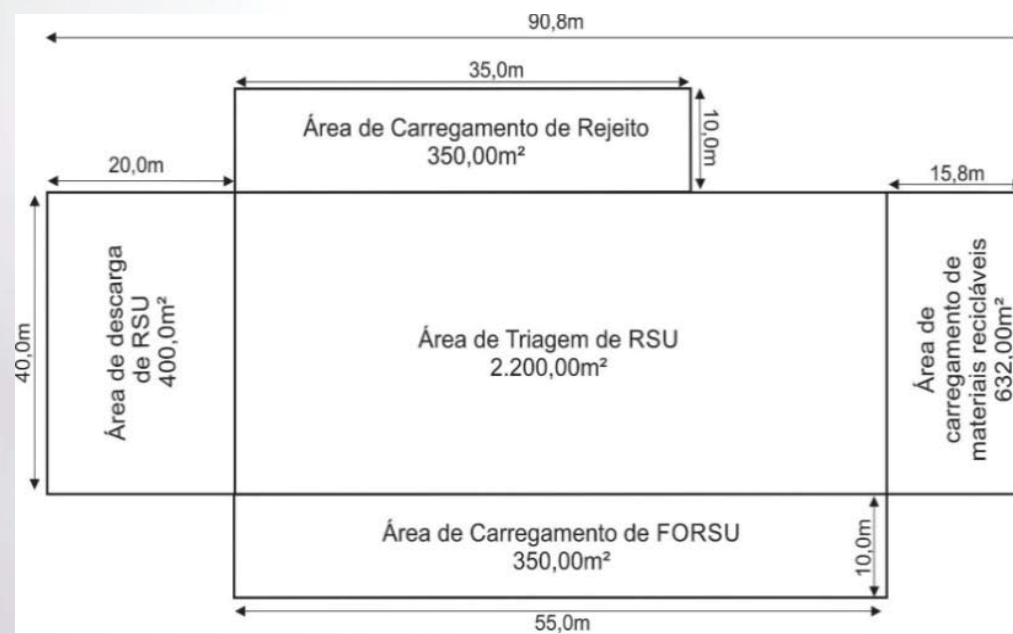 90,8m
35,0m
Área de Carregamento de Rejeito
350,00m²
10,0m
20,0m
15,8m
40,0m
Área de descarga
de RSU
400,0m²
Área de Triagem de RSU
2.200,00m²
Área de
carregamento de
materiais recicláveis
632,00m²
Área de Carregamento de FORSU
350,00m²
10,0m
55,0m